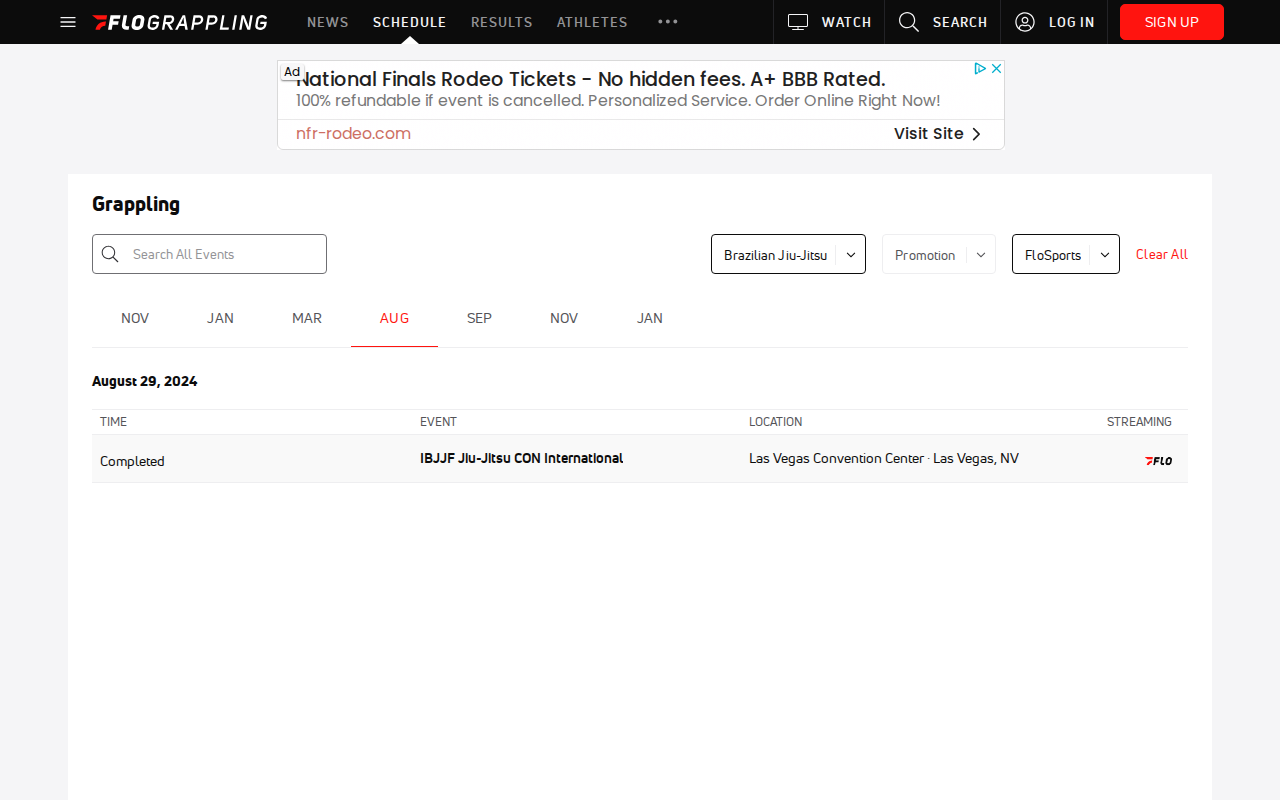 FLOGRAPPLING NEWS SCHEDULE RESULTS ATHLETES WATCH SEARCH LOG IN SIGN UP
Ad
National Finals Rodeo Tickets - No hidden fees. A+ BBB Rated.
100% refundable if event is cancelled. Personalized Service. Order Online Right Now!
nfr-rodeo.com Visit Site
Grappling
Search All Events Brazilian Jiu-Jitsu Promotion FloSports Clear All
NOV JAN MAR AUG SEP NOV JAN
August 29, 2024
TIME EVENT LOCATION STREAMING
Completed IBJJF Jiu-Jitsu CON International Las Vegas Convention Center · Las Vegas, NV FLO